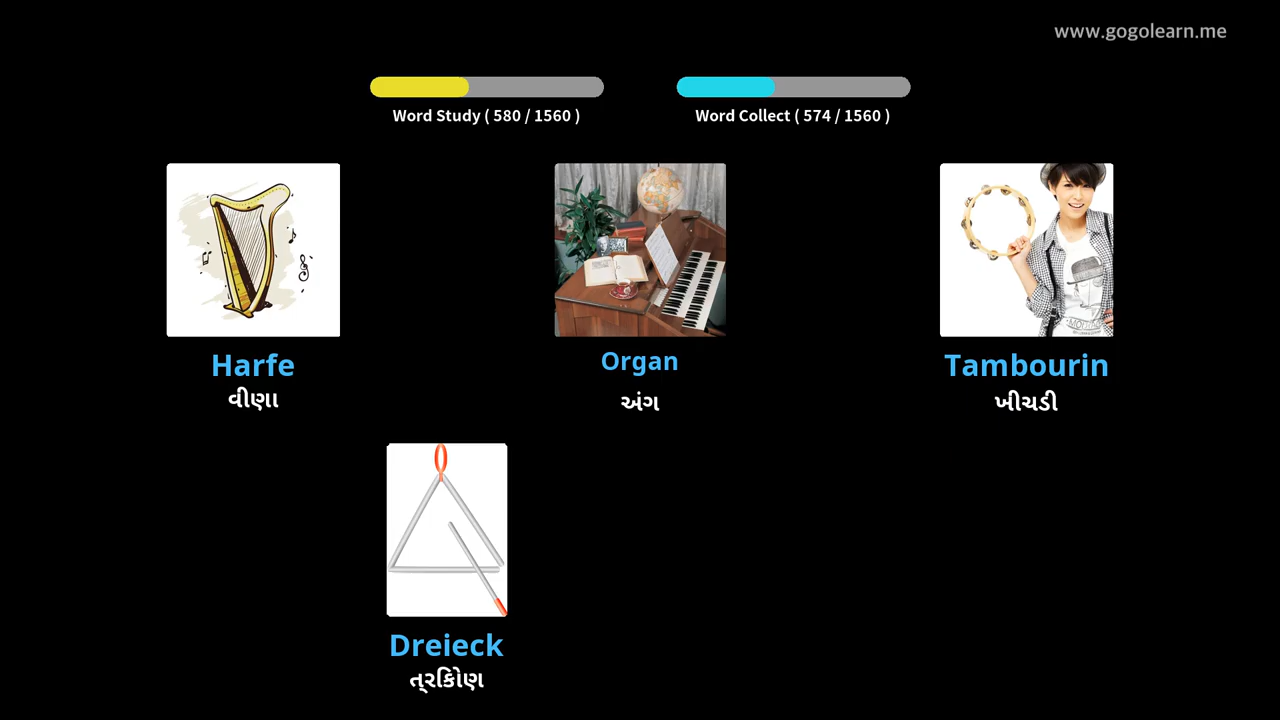 www.gogolearn.me
Word Study ( 580 / 1560 )
Word Collect ( 574 / 1560 )
Harfe
વીણા
Organ
અંગ
Tambourin
ખીચડી
Dreieck
ત્રિકોણ